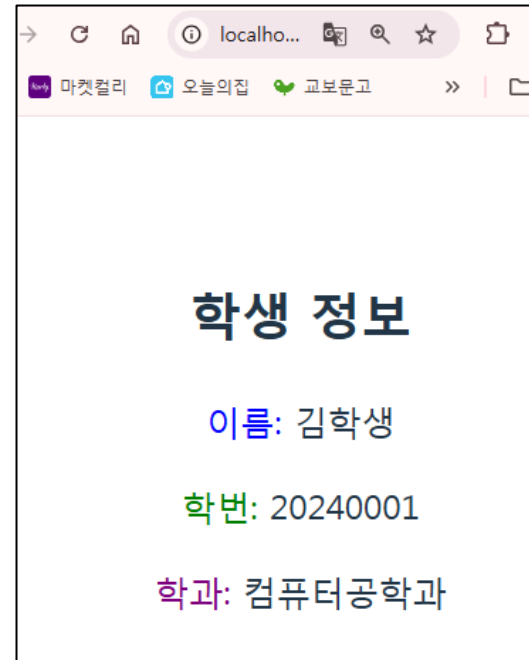 localho...
마켓컬리 오늘의집 교보문고 »
학생 정보
이름: 김학생
학번: 20240001
학과: 컴퓨터공학과